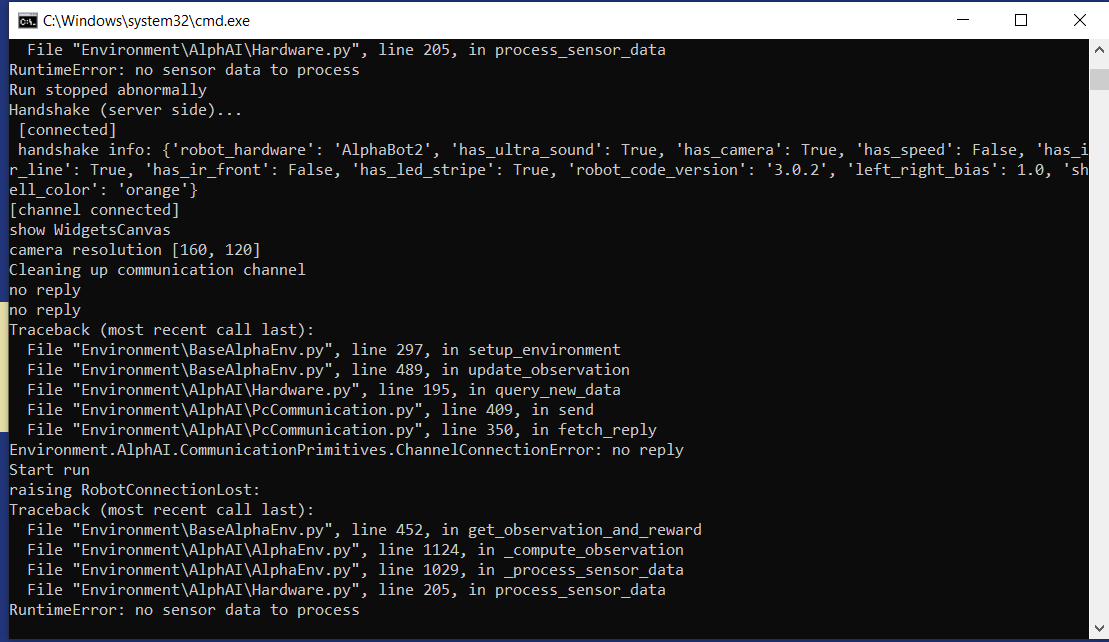 C:\Windows\system32\cmd.exe
  File "Environment\AlphAI\Hardware.py", line 205, in process_sensor_data
RuntimeError: no sensor data to process
Run stopped abnormally
Handshake (server side)...
 [connected]
 handshake info: {'robot_hardware': 'AlphaBot2', 'has_ultra_sound': True, 'has_camera': True, 'has_speed': False, 'has_i
r_line': True, 'has_ir_front': False, 'has_led_stripe': True, 'robot_code_version': '3.0.2', 'left_right_bias': 1.0, 'sh
ell_color': 'orange'}
[channel connected]
show WidgetsCanvas
camera resolution [160, 120]
Cleaning up communication channel
no reply
no reply
Traceback (most recent call last):
  File "Environment\BaseAlphaEnv.py", line 297, in setup_environment
  File "Environment\BaseAlphaEnv.py", line 489, in update_observation
  File "Environment\AlphAI\Hardware.py", line 195, in query_new_data
  File "Environment\AlphAI\PcCommunication.py", line 409, in send
  File "Environment\AlphAI\PcCommunication.py", line 350, in fetch_reply
Environment.AlphAI.CommunicationPrimitives.ChannelConnectionError: no reply
Start run
raising RobotConnectionLost:
Traceback (most recent call last):
  File "Environment\BaseAlphaEnv.py", line 452, in get_observation_and_reward
  File "Environment\AlphAI\AlphaEnv.py", line 1124, in _compute_observation
  File "Environment\AlphAI\AlphaEnv.py", line 1029, in _process_sensor_data
  File "Environment\AlphAI\Hardware.py", line 205, in process_sensor_data
RuntimeError: no sensor data to process